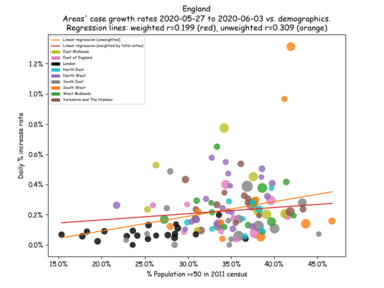 England
Areas' case growth rates 2020-05-27 to 2020-06-03 vs. demographics.
Regression lines: weighted r=0.199 (red), unweighted r=0.309 (orange)
Linear regression (unweighted)
Linear regression (weighted by total votes)
East Midlands
East of England
London
North East
North West
South East
South West
West Midlands
Yorkshire and The Humber
Daily % increase rate
1.2%
1.0%
0.8%
0.6%
0.4%
0.2%
0.0%
15.0% 20.0% 25.0% 30.0% 35.0% 40.0% 45.0%
% Population >=50 in 2011 census